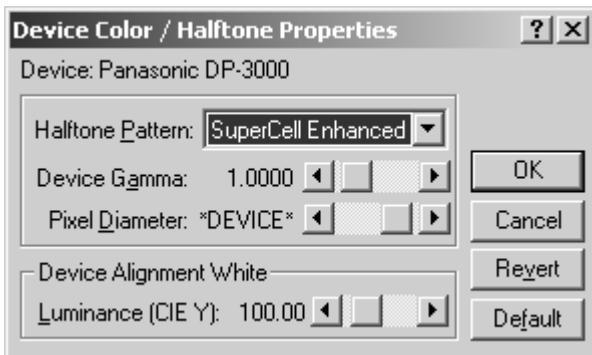 Device Color / Halftone Properties
Device: Panasonic DP-3000
Halftone Pattern: SuperCell Enhanced
Device Gamma: 1.0000
Pixel Diameter: *DEVICE*
Device Alignment White
Luminance (CIE Y): 100.00
OK
Cancel
Revert
Default